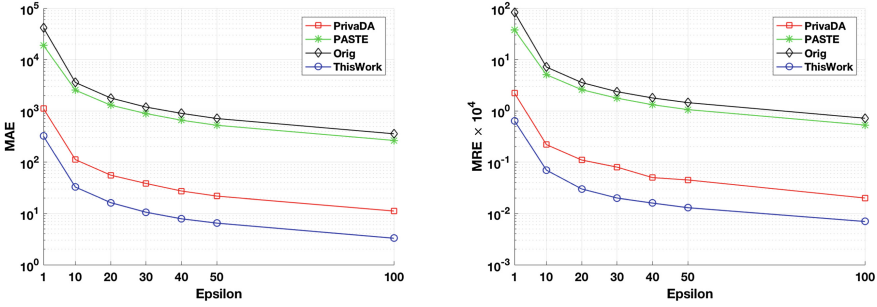 10^5
10^4
10^3
10^2
10^1
10^0
MAE
1 10 20 30 40 50 100
Epsilon
PrivaDA
PASTE
Orig
ThisWork
10^2
10^1
10^0
10^-1
10^-2
10^-3
MRE × 10^4
1 10 20 30 40 50 100
Epsilon
PrivaDA
PASTE
Orig
ThisWork